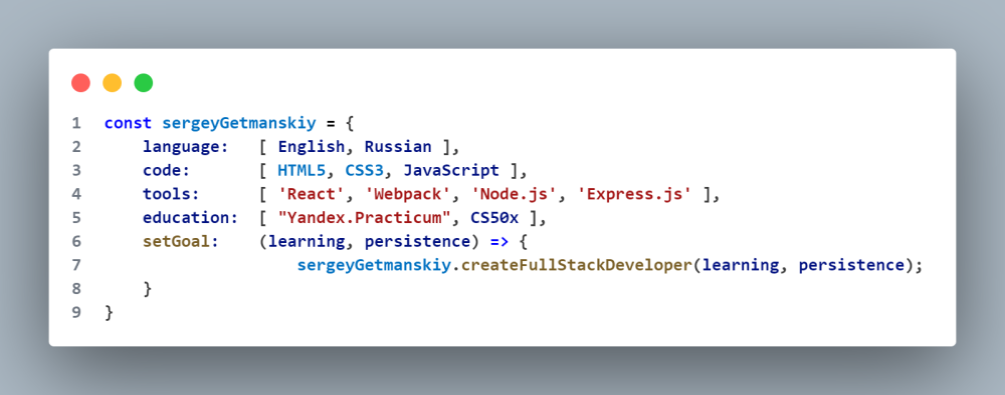 1 const sergeyGetmanskiy = {
2 language: [ English, Russian ],
3 code: [ HTML5, CSS3, JavaScript ],
4 tools: [ 'React', 'Webpack', 'Node.js', 'Express.js' ],
5 education: [ "Yandex.Practicum", CS50x ],
6 setGoal: (learning, persistence) => {
7 sergeyGetmanskiy.createFullStackDeveloper(learning, persistence);
8 }
9 }